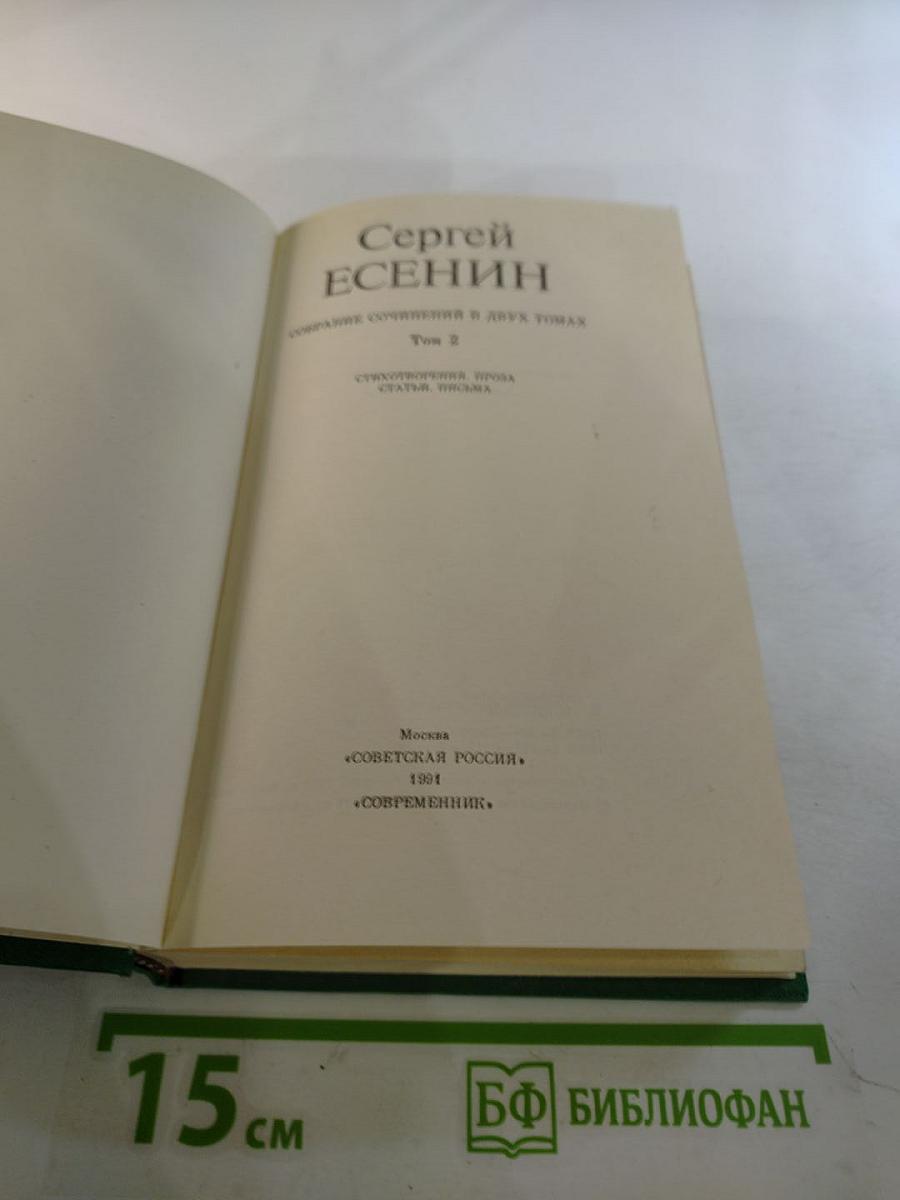 Сергей
ЕСЕНИН
СОБРАНИЕ СОЧИНЕНИЙ В ДВУХ ТОМАХ
Том 2
СТИХОТВОРЕНИЯ. ПРОЗА
СТАТЬИ. ПИСЬМА
Москва
«СОВЕТСКАЯ РОССИЯ»
1991
«СОВРЕМЕННИК»
15 см
БФ БИБЛИОФАН